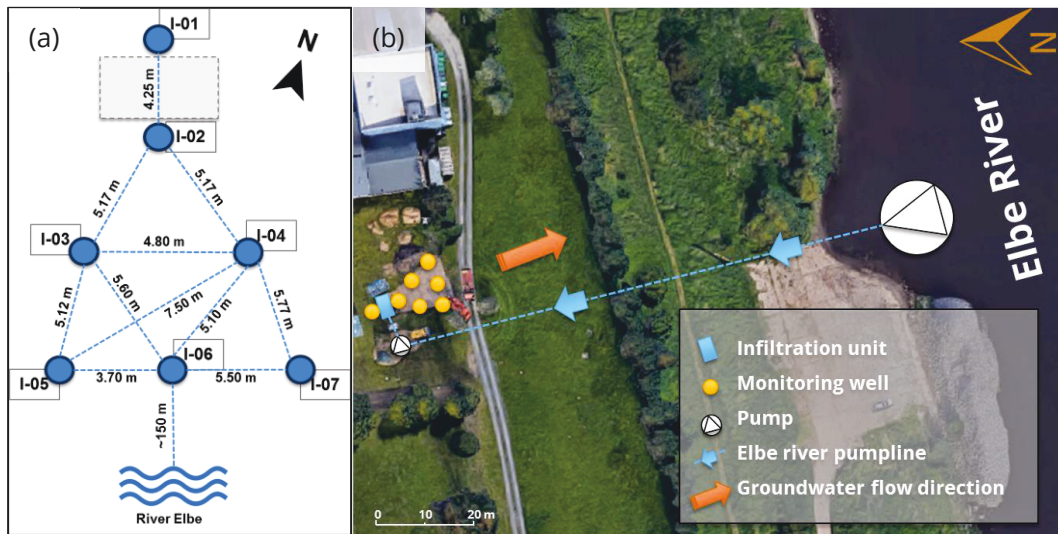 (a)
I-01
N
4.25 m
I-02
5.17 m
5.17 m
I-03
4.80 m
I-04
5.12 m
5.60 m
7.50 m
5.10 m
5.77 m
I-05
3.70 m
I-06
5.50 m
I-07
~150 m
River Elbe
(b)
N
Elbe River
Infiltration unit
Monitoring well
Pump
Elbe river pumpline
Groundwater flow direction
0 10 20 m